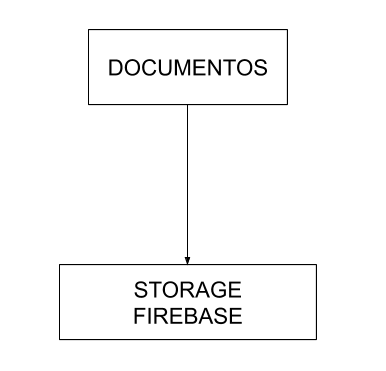 DOCUMENTOS
STORAGE
FIREBASE